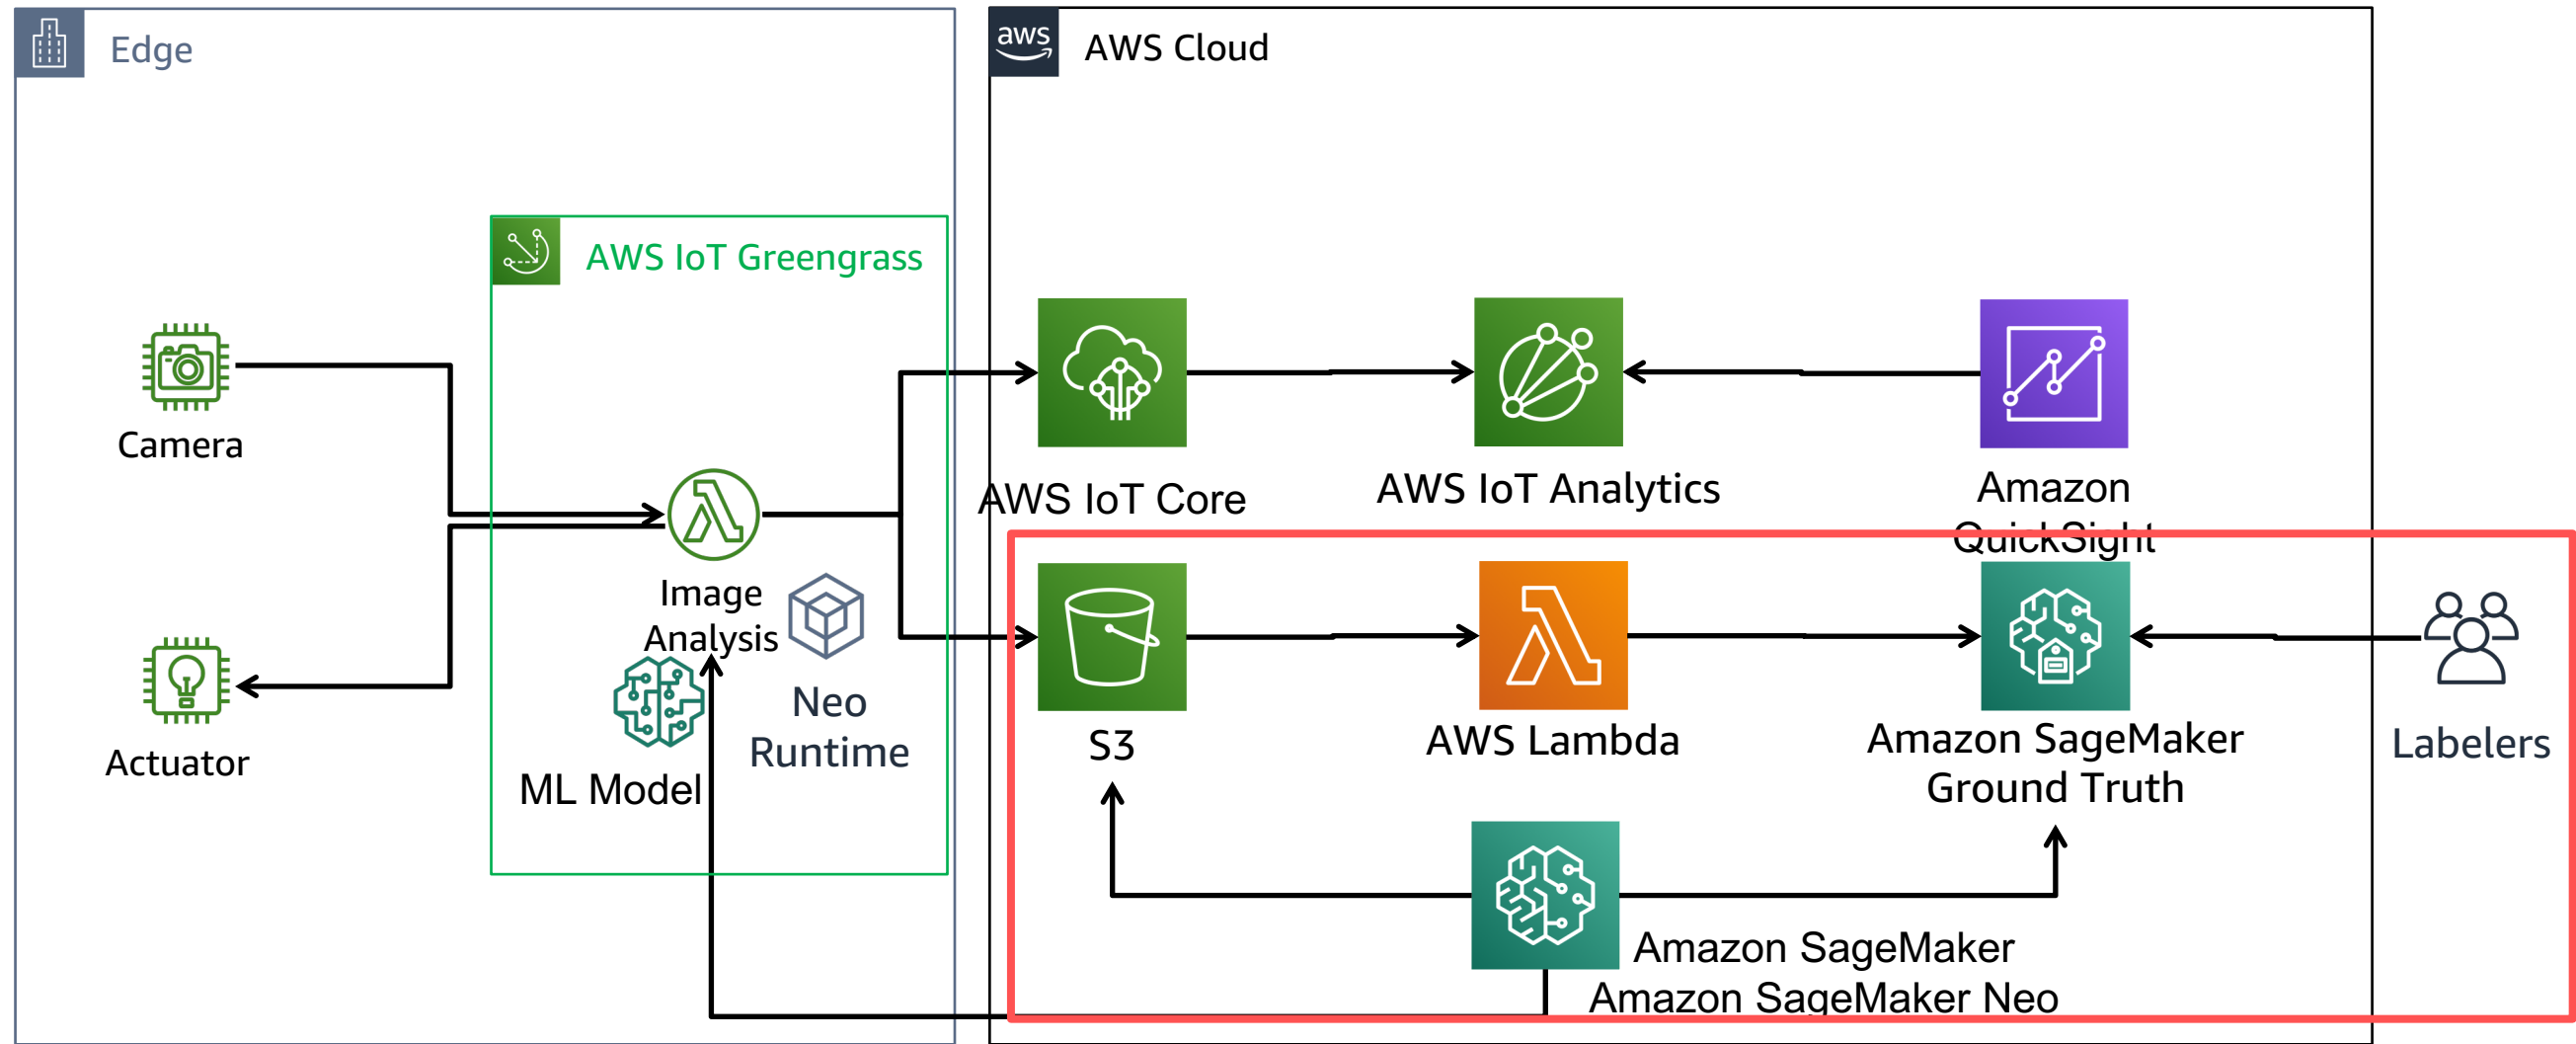 Edge
aws
AWS Cloud
AWS IoT Greengrass
Camera
Actuator
Image
Analysis
Neo
Runtime
ML Model
AWS IoT Core
AWS IoT Analytics
Amazon
QuickSight
S3
AWS Lambda
Amazon SageMaker
Ground Truth
Labelers
Amazon SageMaker
Amazon SageMaker Neo